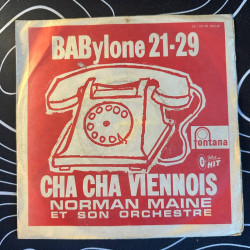 BABylone 21-29
fontana
HIT
CHA CHA VIENNOIS
NORMAN MAINE
ET SON ORCHESTRE